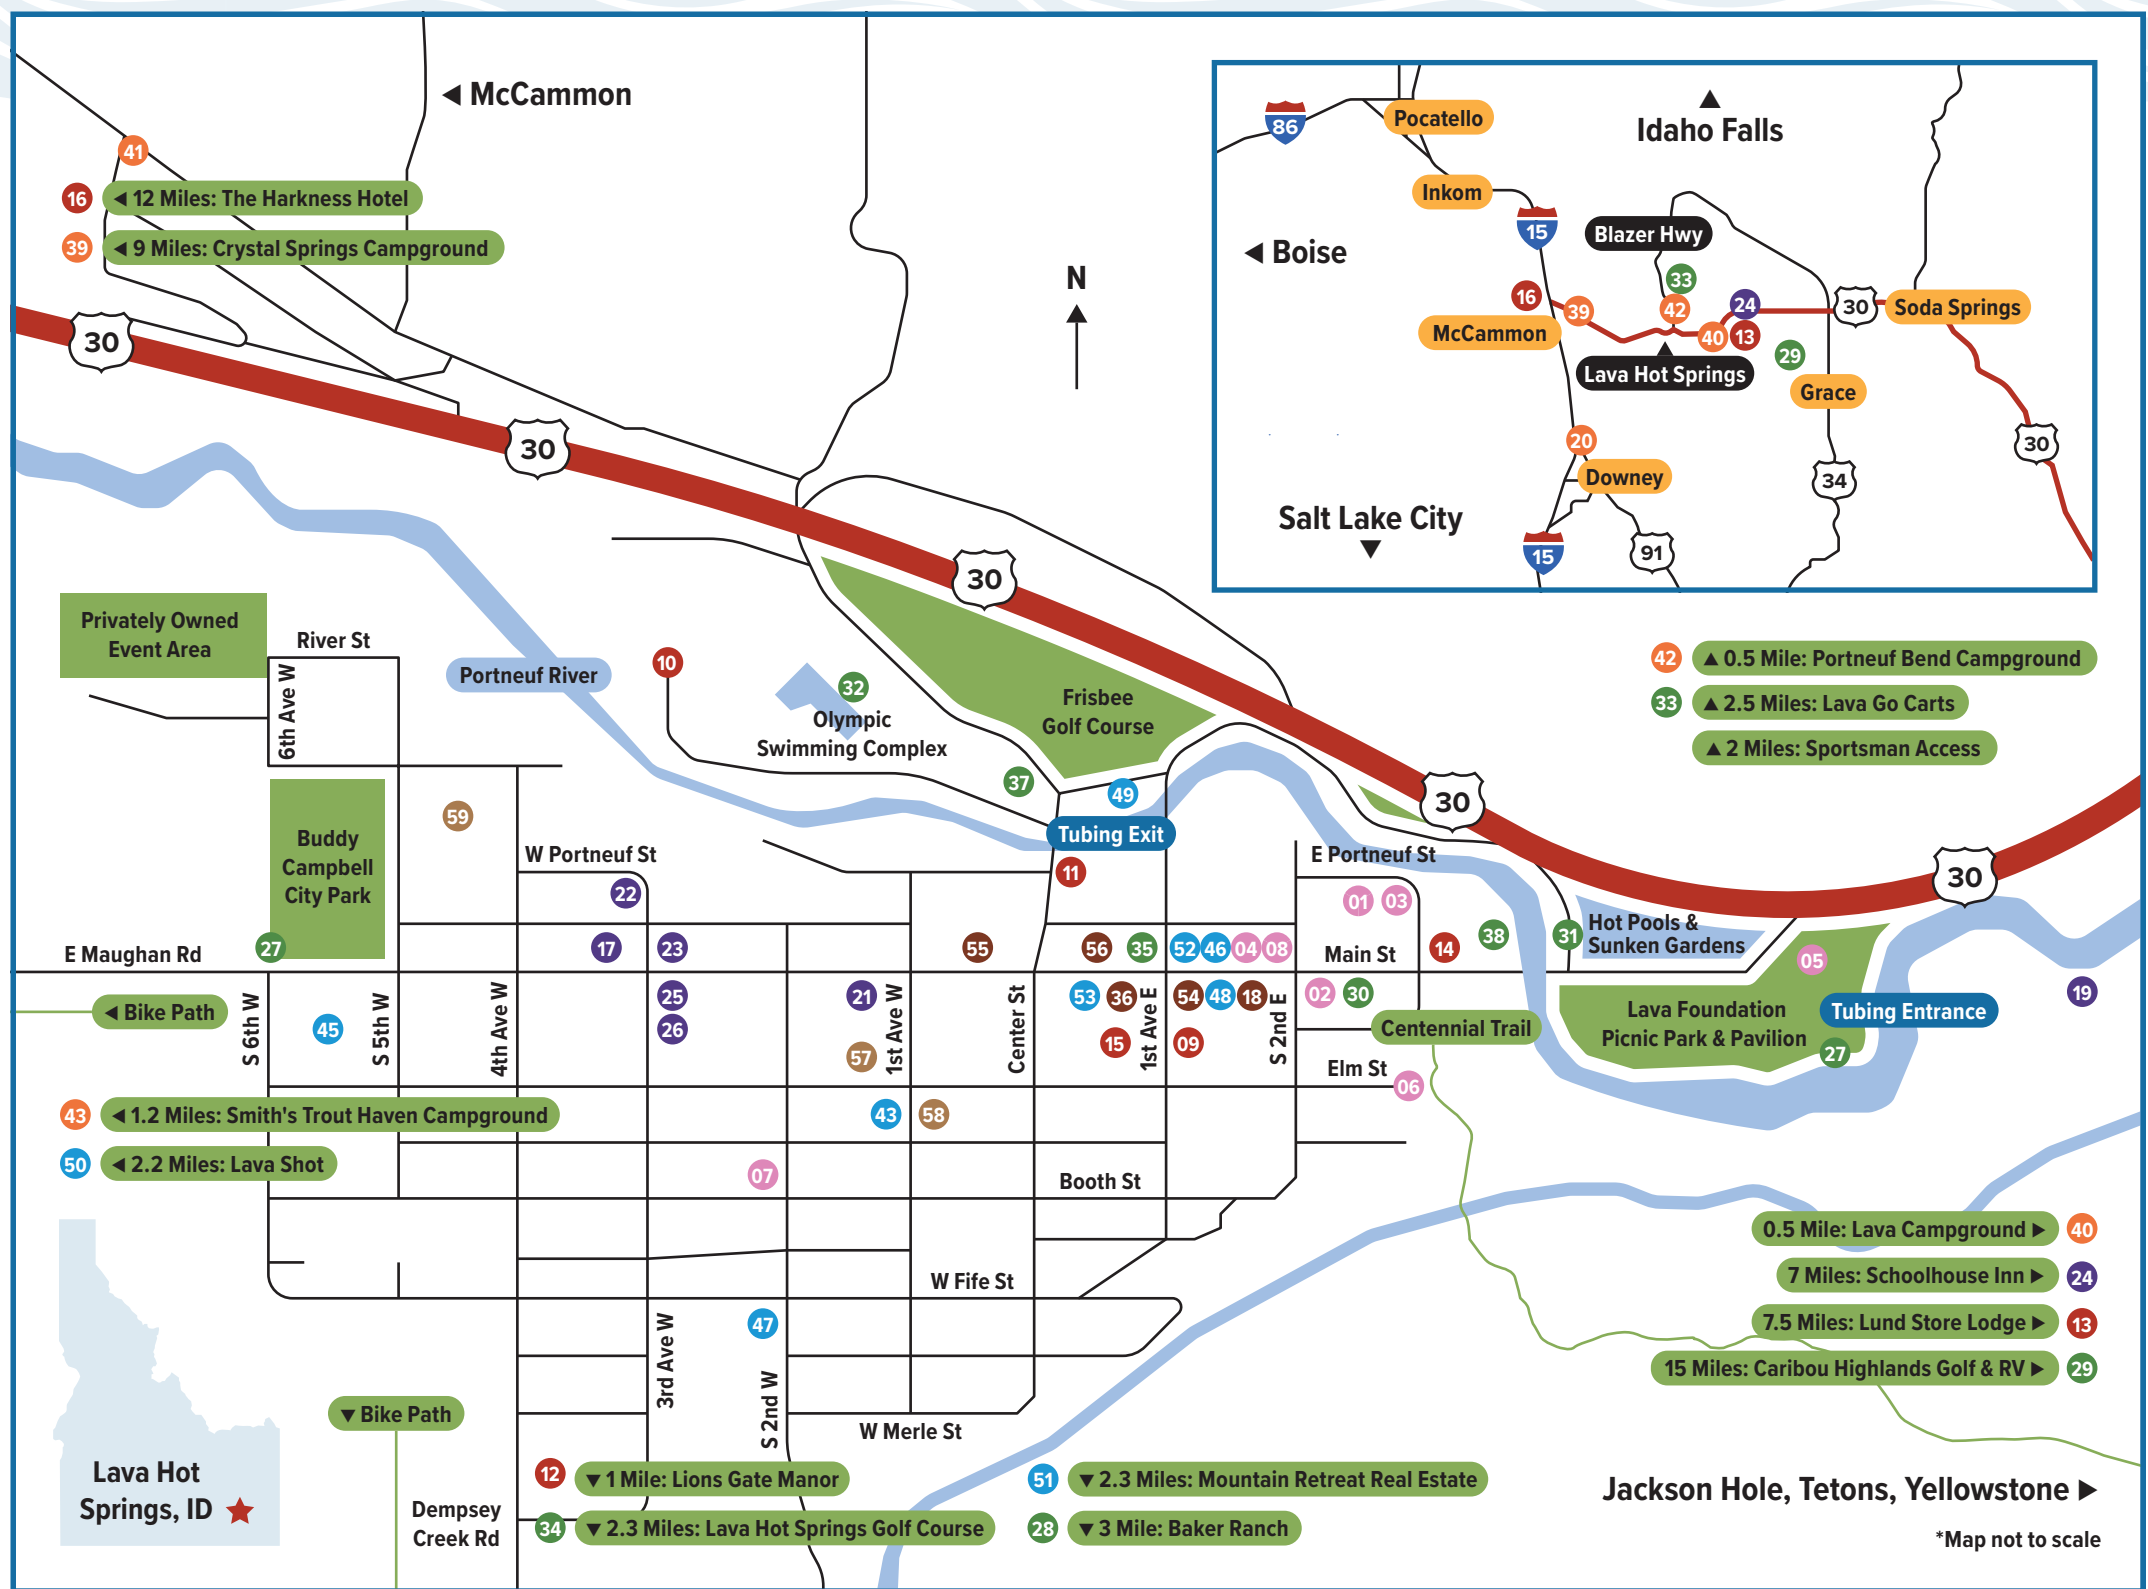 ◄ McCammon
41
16 ◄ 12 Miles: The Harkness Hotel
39 ◄ 9 Miles: Crystal Springs Campground
30
30
30
30
30
N
86
Pocatello
Idaho Falls
Inkom
15
Blazer Hwy
◄ Boise
33
16
39
42
24
30
Soda Springs
McCammon
40
13
Lava Hot Springs
29
Grace
20
30
Downey
34
Salt Lake City
15
91
42 ▲ 0.5 Mile: Portneuf Bend Campground
33 ▲ 2.5 Miles: Lava Go Carts
▲ 2 Miles: Sportsman Access
Privately Owned
Event Area
River St
6th Ave W
Portneuf River
10
32
Olympic
Swimming Complex
Frisbee
Golf Course
37
49
Tubing Exit
59
Buddy
Campbell
City Park
W Portneuf St
11
E Portneuf St
22
01
03
27
E Maughan Rd
17
23
55
56
35
52
46
04
08
Main St
14
38
31
Hot Pools &
Sunken Gardens
05
◄ Bike Path
S 6th W
45
S 5th W
4th Ave W
25
26
21
57
1st Ave W
Center St
53
36
15
1st Ave E
54
48
18
09
S 2nd E
02
30
Centennial Trail
Lava Foundation
Picnic Park & Pavilion
Tubing Entrance
27
19
Elm St
06
43 ◄ 1.2 Miles: Smith's Trout Haven Campground
43
58
50 ◄ 2.2 Miles: Lava Shot
07
Booth St
W Fife St
0.5 Mile: Lava Campground ► 40
7 Miles: Schoolhouse Inn ► 24
7.5 Miles: Lund Store Lodge ► 13
15 Miles: Caribou Highlands Golf & RV ► 29
47
3rd Ave W
S 2nd W
▼ Bike Path
W Merle St
Lava Hot
Springs, ID
12 ▼ 1 Mile: Lions Gate Manor
51 ▼ 2.3 Miles: Mountain Retreat Real Estate
Dempsey
Creek Rd
34 ▼ 2.3 Miles: Lava Hot Springs Golf Course
28 ▼ 3 Mile: Baker Ranch
Jackson Hole, Tetons, Yellowstone ►
*Map not to scale